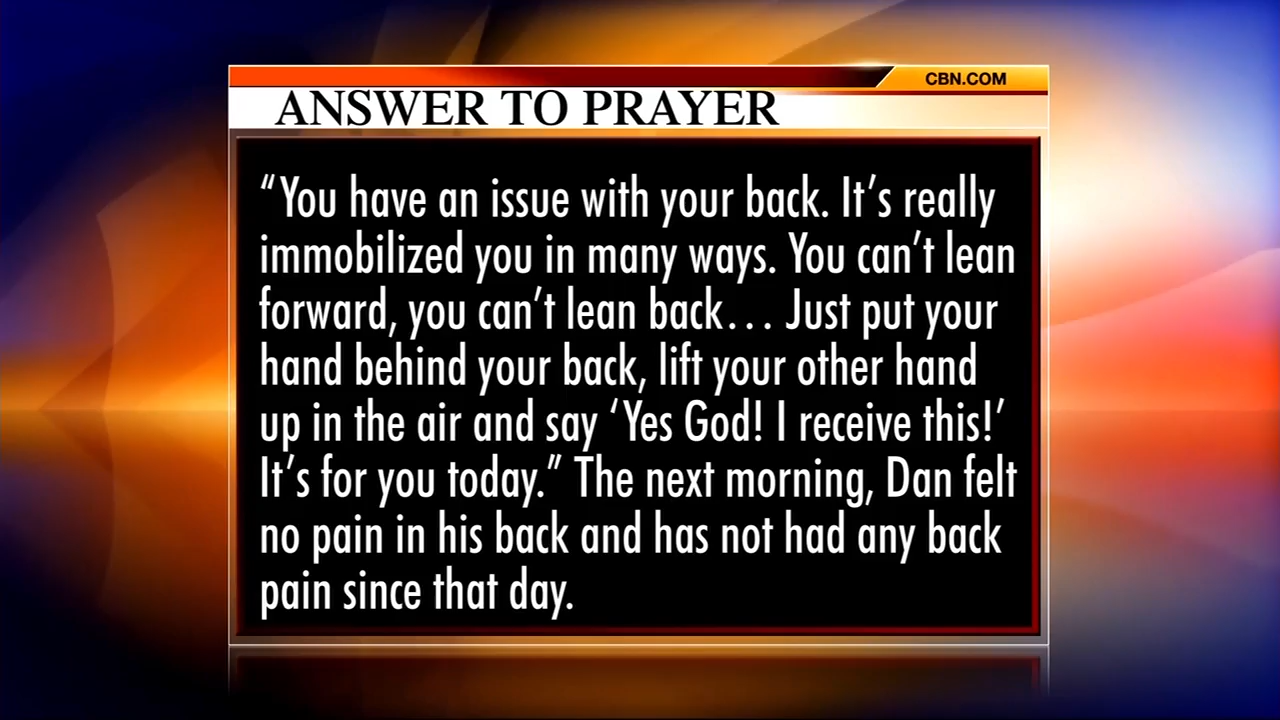 CBN.COM
ANSWER TO PRAYER
“You have an issue with your back. It’s really
immobilized you in many ways. You can’t lean
forward, you can’t lean back… Just put your
hand behind your back, lift your other hand
up in the air and say ‘Yes God! I receive this!’
It’s for you today.” The next morning, Dan felt
no pain in his back and has not had any back
pain since that day.